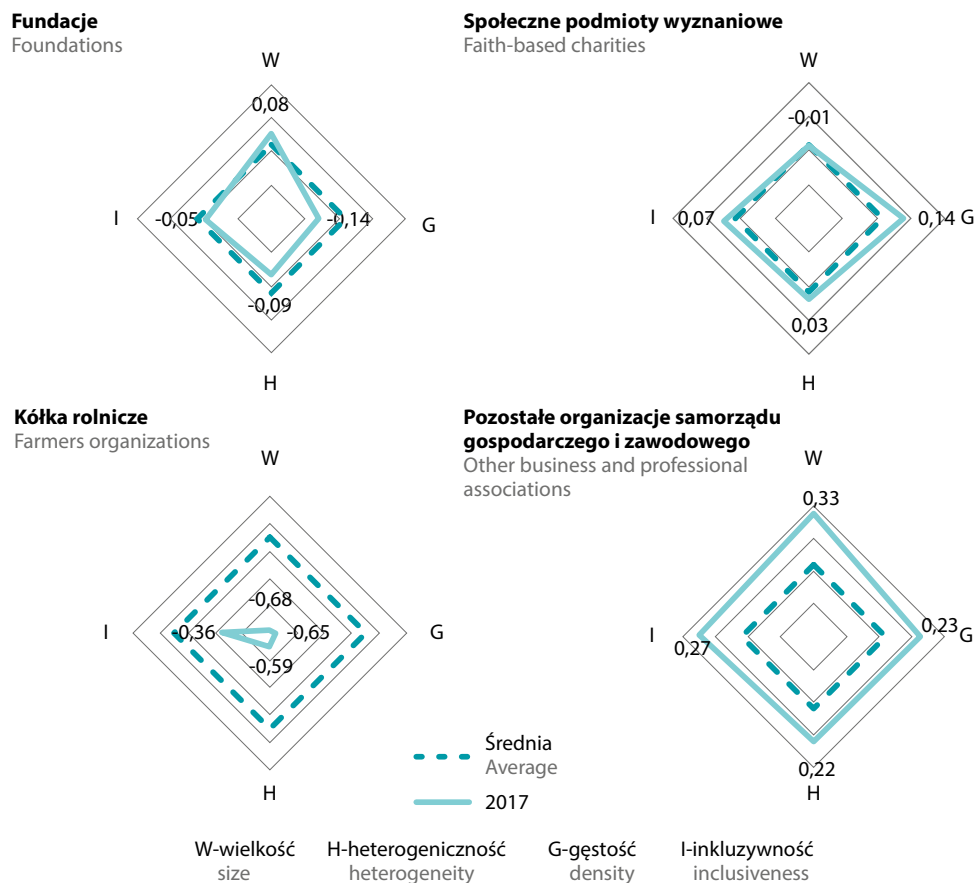 Fundacje
Foundations
W
0,08
I
-0,05
-0,14
G
-0,09
H
Społeczne podmioty wyznaniowe
Faith-based charities
W
-0,01
I
0,07
0,14
G
0,03
H
Kółka rolnicze
Farmers organizations
W
-0,68
I
-0,36
-0,65
G
-0,59
H
Pozostałe organizacje samorządu
gospodarczego i zawodowego
Other business and professional
associations
W
0,33
I
0,27
0,23
G
0,22
H
Średnia
Average
2017
W-wielkość H-heterogeniczność G-gęstość I-inkluzywność
size heterogeneity density inclusiveness